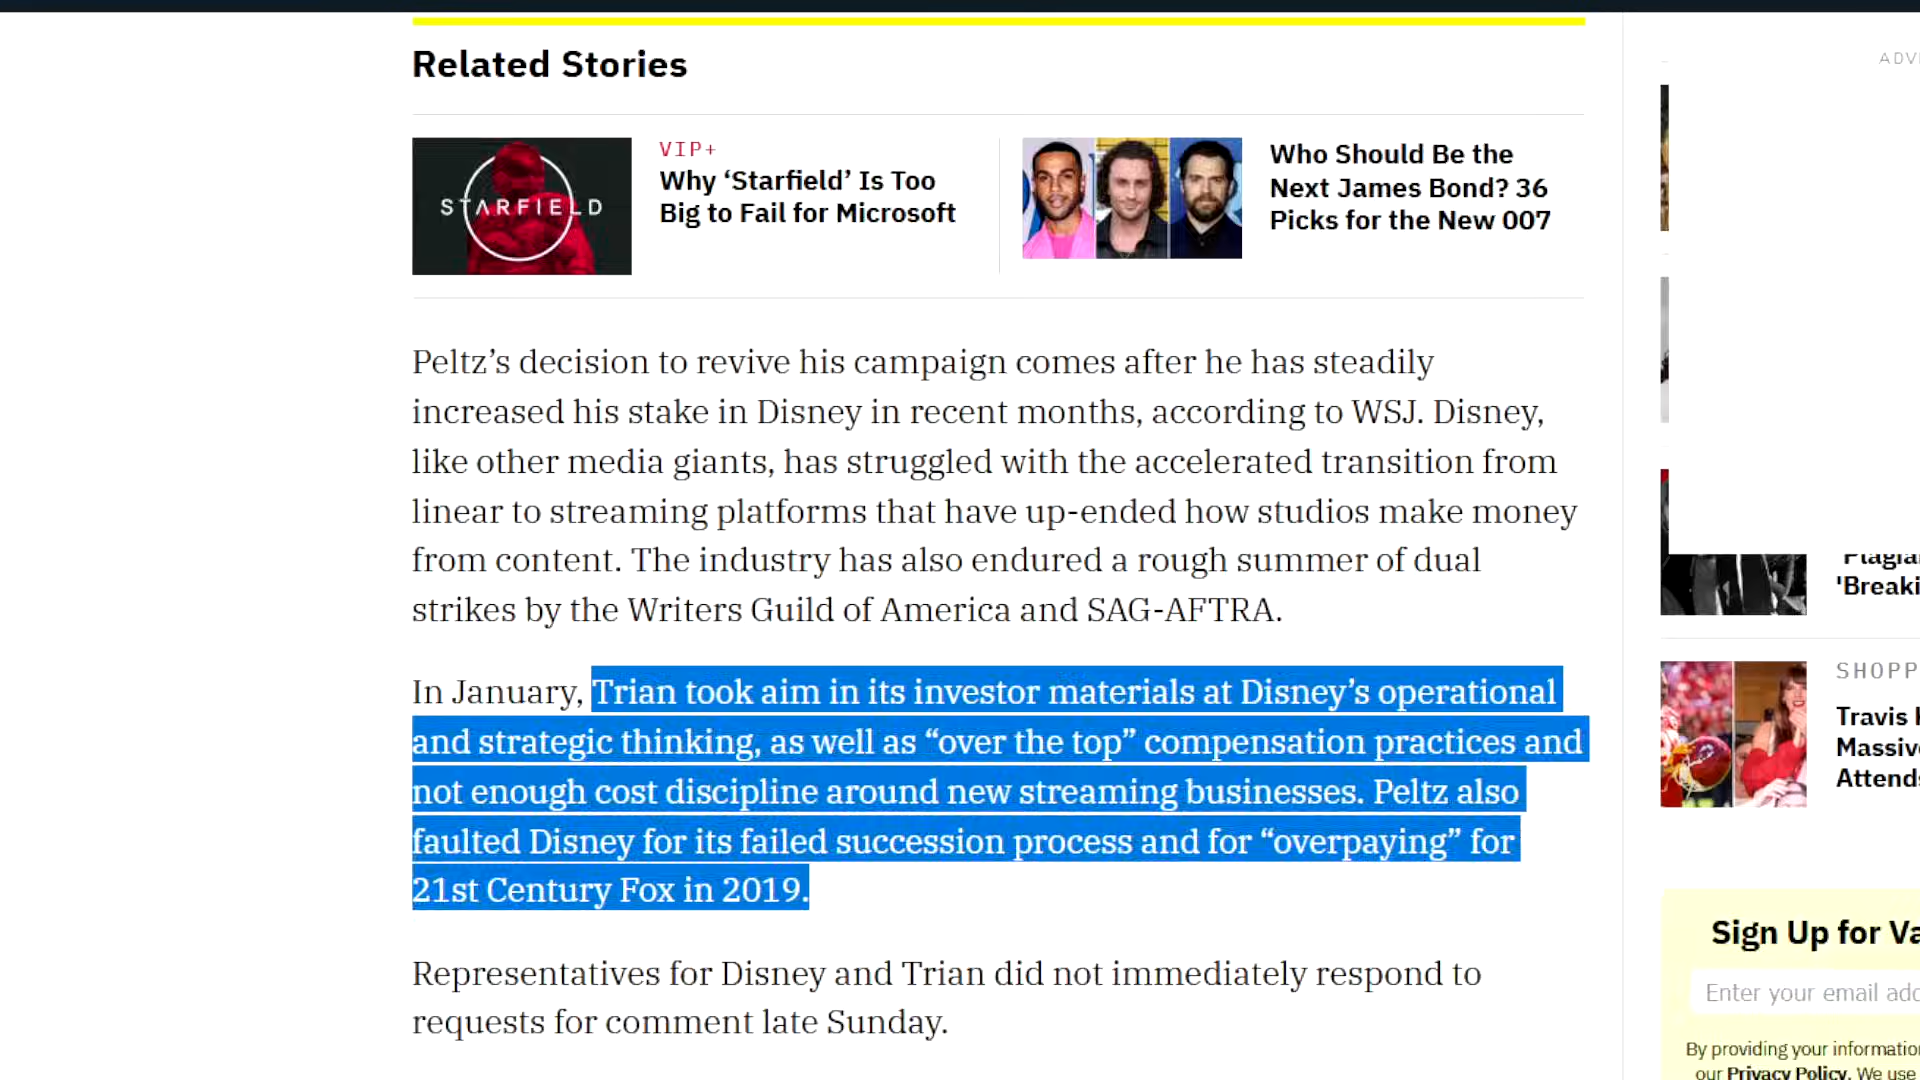 Related Stories
STARFIELD
VIP+
Why ‘Starfield’ Is Too
Big to Fail for Microsoft
Who Should Be the
Next James Bond? 36
Picks for the New 007
Peltz’s decision to revive his campaign comes after he has steadily
increased his stake in Disney in recent months, according to WSJ. Disney,
like other media giants, has struggled with the accelerated transition from
linear to streaming platforms that have up-ended how studios make money
from content. The industry has also endured a rough summer of dual
strikes by the Writers Guild of America and SAG-AFTRA.
In January, Trian took aim in its investor materials at Disney’s operational
and strategic thinking, as well as “over the top” compensation practices and
not enough cost discipline around new streaming businesses. Peltz also
faulted Disney for its failed succession process and for “overpaying” for
21st Century Fox in 2019.
Representatives for Disney and Trian did not immediately respond to
requests for comment late Sunday.
ADV
'Breaki
SHOPP
Travis
Massiv
Attends
Sign Up for Va
Enter your email add
By providing your information
our Privacy Policy. We use